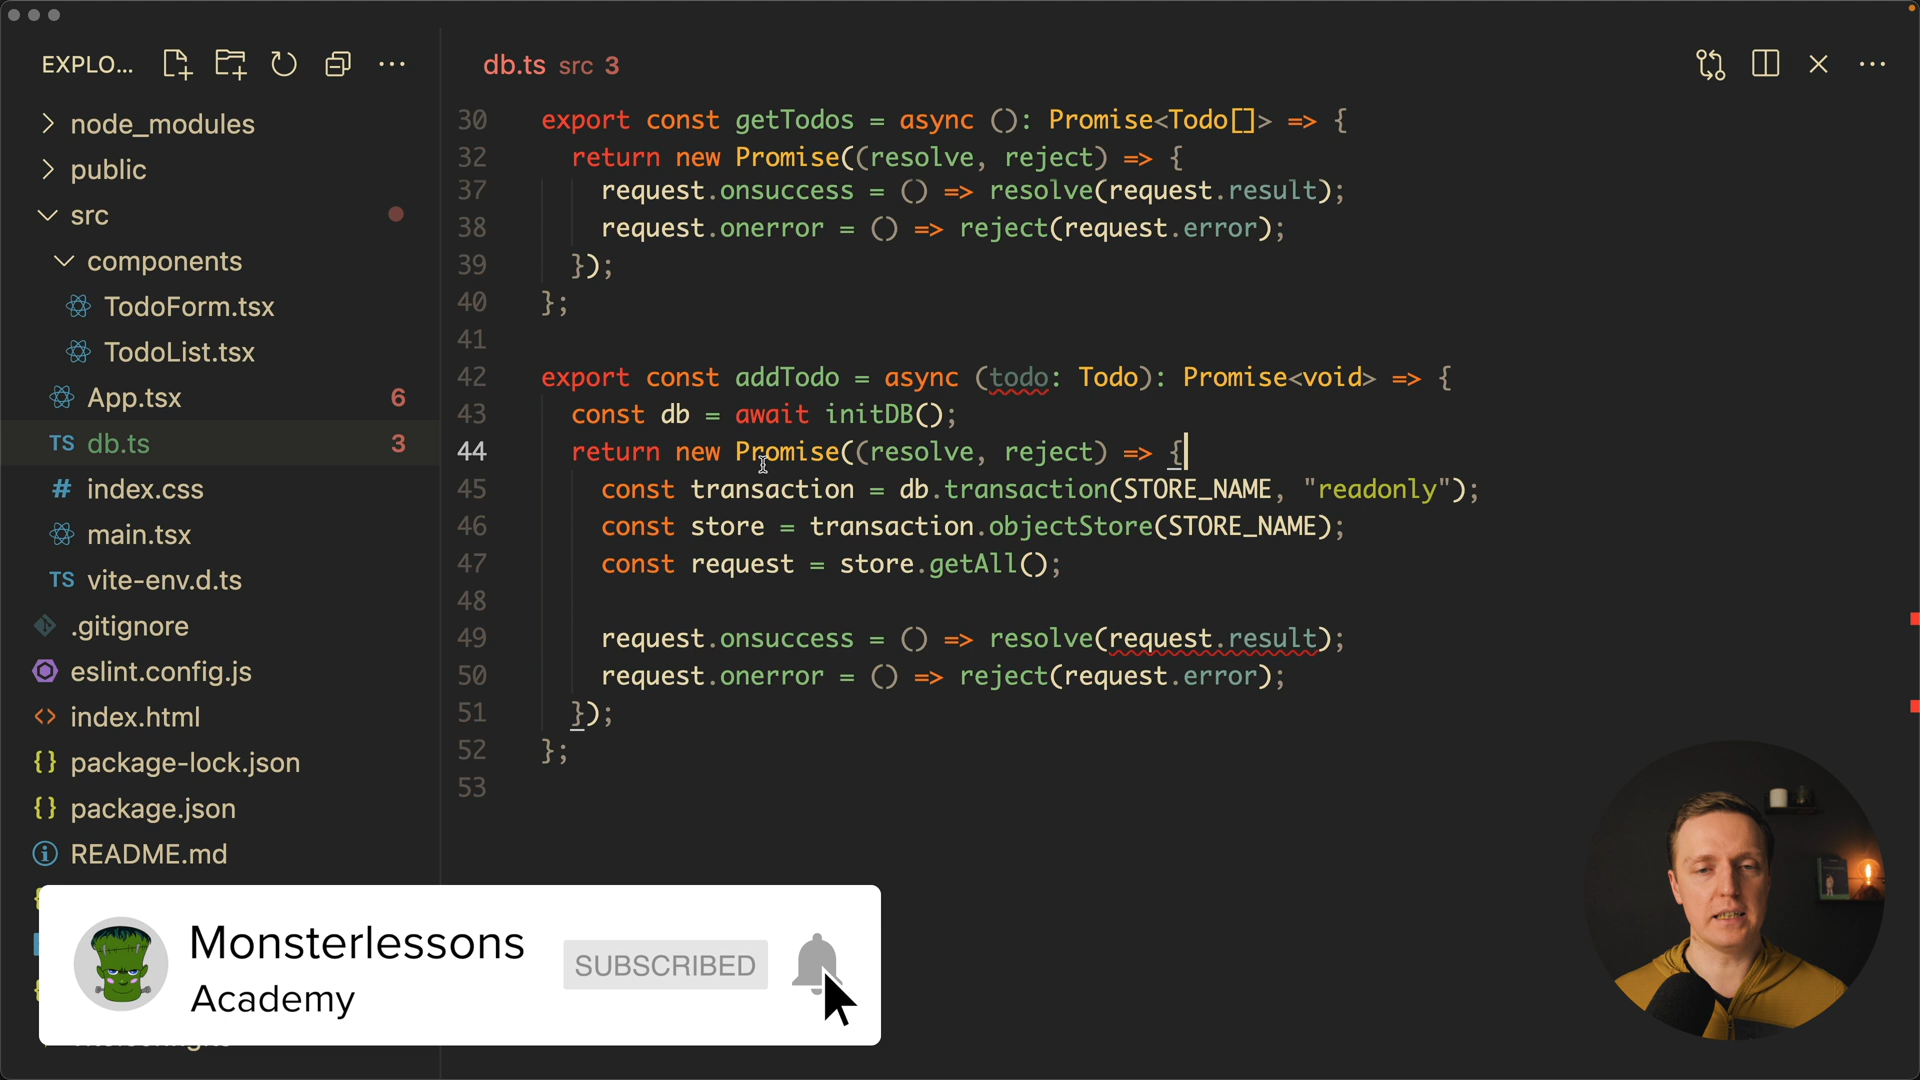 EXPLO...
node_modules
public
src
components
TodoForm.tsx
TodoList.tsx
App.tsx 6
TS db.ts 3
# index.css
main.tsx
TS vite-env.d.ts
.gitignore
eslint.config.js
<> index.html
{} package-lock.json
{} package.json
README.md
db.ts src 3
30 export const getTodos = async (): Promise<Todo[]> => {
32 return new Promise((resolve, reject) => {
37 request.onsuccess = () => resolve(request.result);
38 request.onerror = () => reject(request.error);
39 });
40 };
41
42 export const addTodo = async (todo: Todo): Promise<void> => {
43 const db = await initDB();
44 return new Promise((resolve, reject) => {
45 const transaction = db.transaction(STORE_NAME, "readonly");
46 const store = transaction.objectStore(STORE_NAME);
47 const request = store.getAll();
48
49 request.onsuccess = () => resolve(request.result);
50 request.onerror = () => reject(request.error);
51 });
52 };
53
Monsterlessons
Academy
SUBSCRIBED